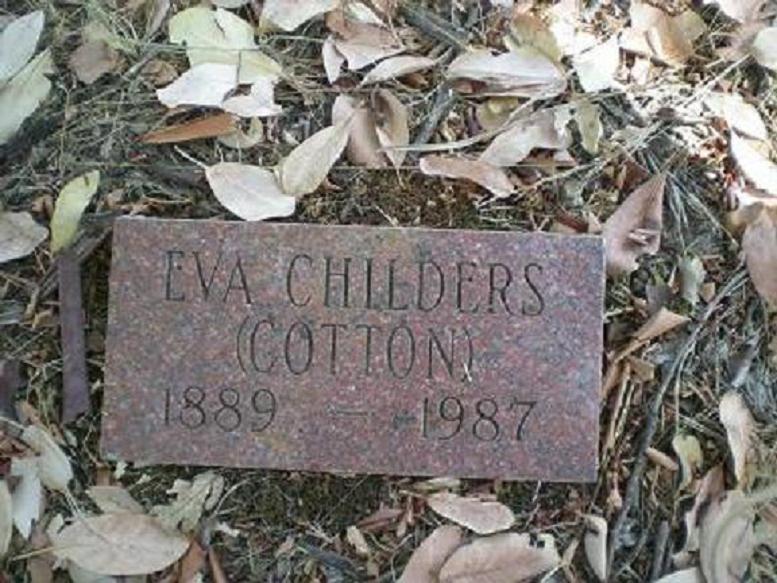 EVA CHILDERS
(COTTON)
1889 - 1987